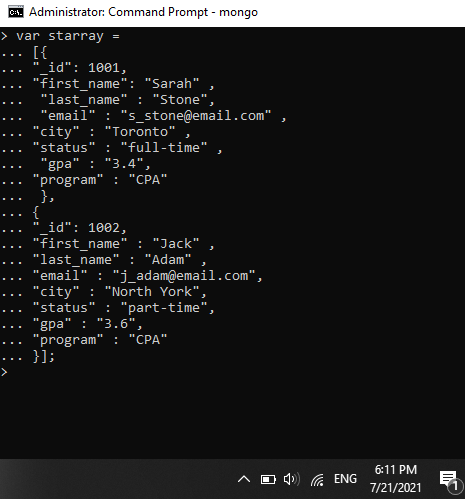 Administrator: Command Prompt - mongo
> var starray =
... [{
... "_id": 1001,
... "first_name": "Sarah" ,
...  "last_name" : "Stone",
...  "email" : "s_stone@email.com" ,
... "city" : "Toronto" ,
... "status" : "full-time" ,
...  "gpa" : "3.4",
... "program" : "CPA"
...  },
... {
... "_id": 1002,
... "first_name" : "Jack" ,
... "last_name" : "Adam" ,
... "email" : "j_adam@email.com",
... "city" : "North York",
... "status" : "part-time",
... "gpa" : "3.6",
... "program" : "CPA"
... }];
>
ENG
6:11 PM
7/21/2021
1